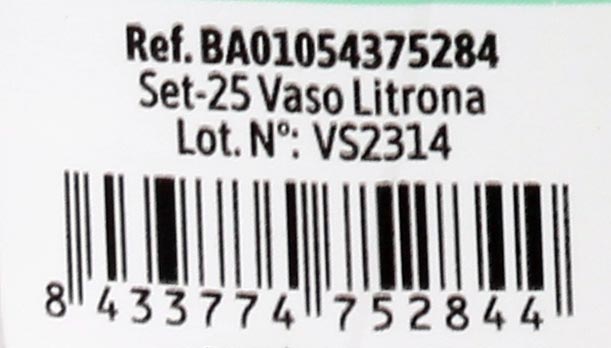 Ref. BA01054375284
Set-25 Vaso Litrona
Lot. Nº: VS2314
8 433774 752844